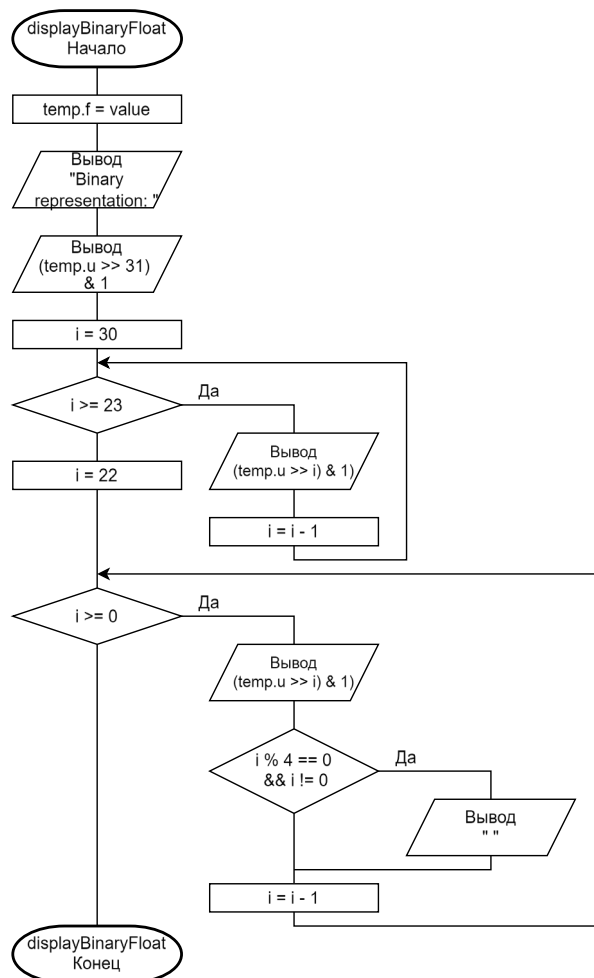 displayBinaryFloat
Начало
temp.f = value
Вывод
"Binary
representation: "
Вывод
(temp.u >> 31)
& 1
i = 30
i >= 23
Да
Вывод
(temp.u >> i) & 1)
i = i - 1
i = 22
i >= 0
Да
Вывод
(temp.u >> i) & 1)
i % 4 == 0
&& i != 0
Да
Вывод
" "
i = i - 1
displayBinaryFloat
Конец